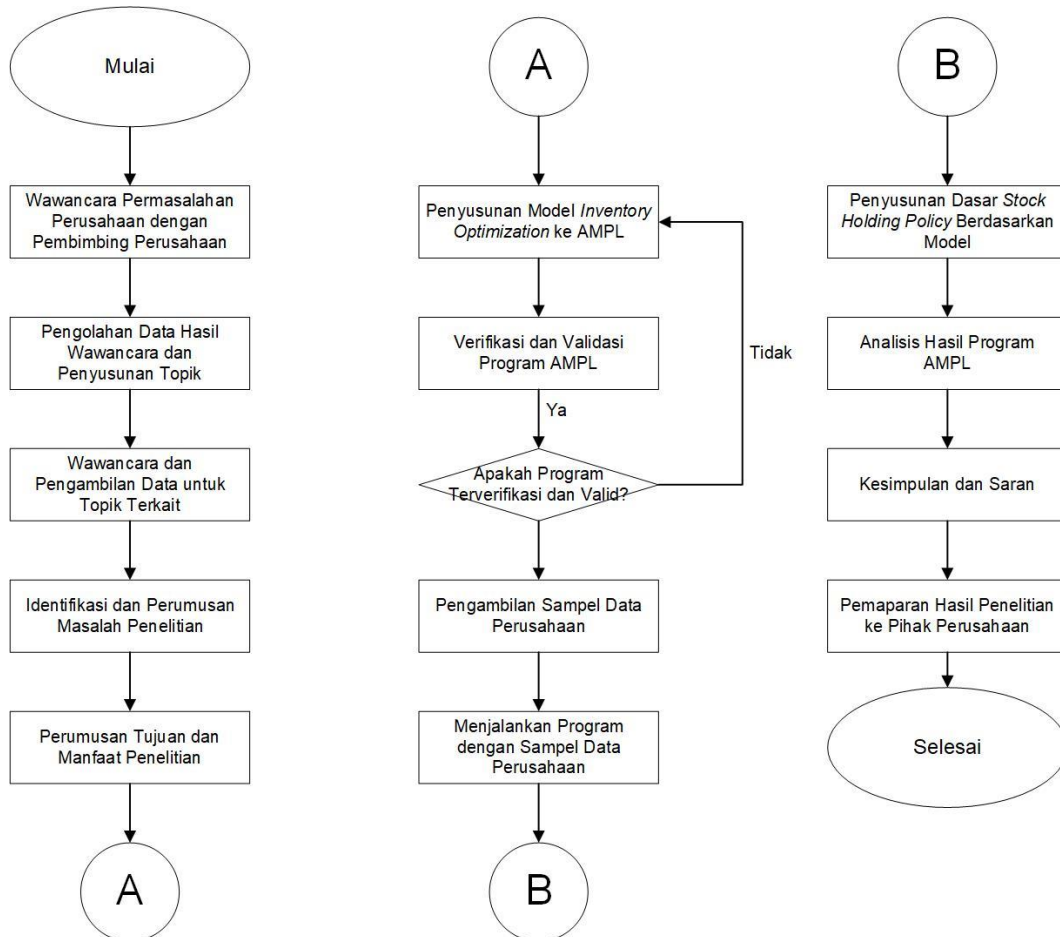 Mulai
Wawancara Permasalahan
Perusahaan dengan
Pembimbing Perusahaan
Pengolahan Data Hasil
Wawancara dan
Penyusunan Topik
Wawancara dan
Pengambilan Data untuk
Topik Terkait
Identifikasi dan Perumusan
Masalah Penelitian
Perumusan Tujuan dan
Manfaat Penelitian
A
A
Penyusunan Model Inventory
Optimization ke AMPL
Verifikasi dan Validasi
Program AMPL
Tidak
Ya
Apakah Program
Terverifikasi dan Valid?
Pengambilan Sampel Data
Perusahaan
Menjalankan Program
dengan Sampel Data
Perusahaan
B
B
Penyusunan Dasar Stock
Holding Policy Berdasarkan
Model
Analisis Hasil Program
AMPL
Kesimpulan dan Saran
Pemaparan Hasil Penelitian
ke Pihak Perusahaan
Selesai